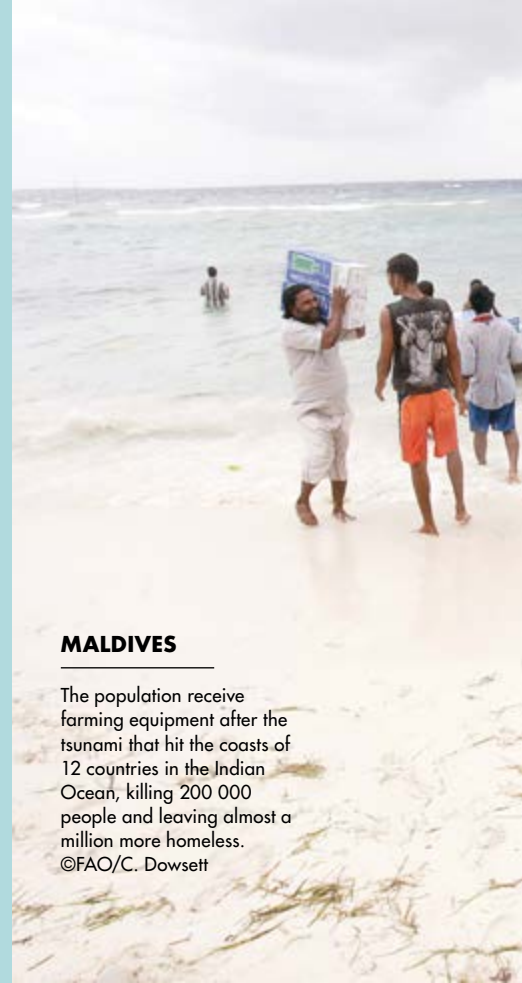 MALDIVES
The population receive
farming equipment after the
tsunami that hit the coasts of
12 countries in the Indian
Ocean, killing 200 000
people and leaving almost a
million more homeless.
©FAO/C. Dowsett